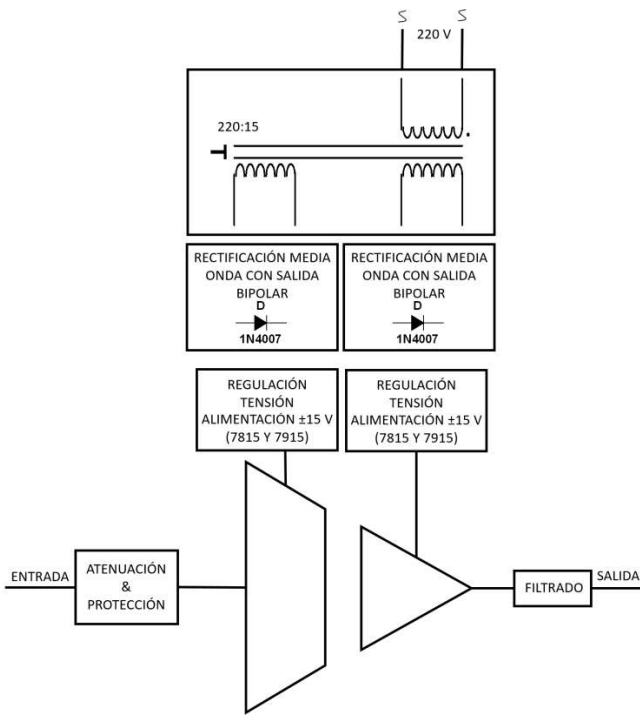 220 V
220:15
RECTIFICACIÓN MEDIA
ONDA CON SALIDA
BIPOLAR
D
1N4007
RECTIFICACIÓN MEDIA
ONDA CON SALIDA
BIPOLAR
D
1N4007
REGULACIÓN
TENSIÓN
ALIMENTACIÓN ±15 V
(7815 Y 7915)
REGULACIÓN
TENSIÓN
ALIMENTACIÓN ±15 V
(7815 Y 7915)
ENTRADA
ATENUACIÓN
&
PROTECCIÓN
FILTRADO
SALIDA